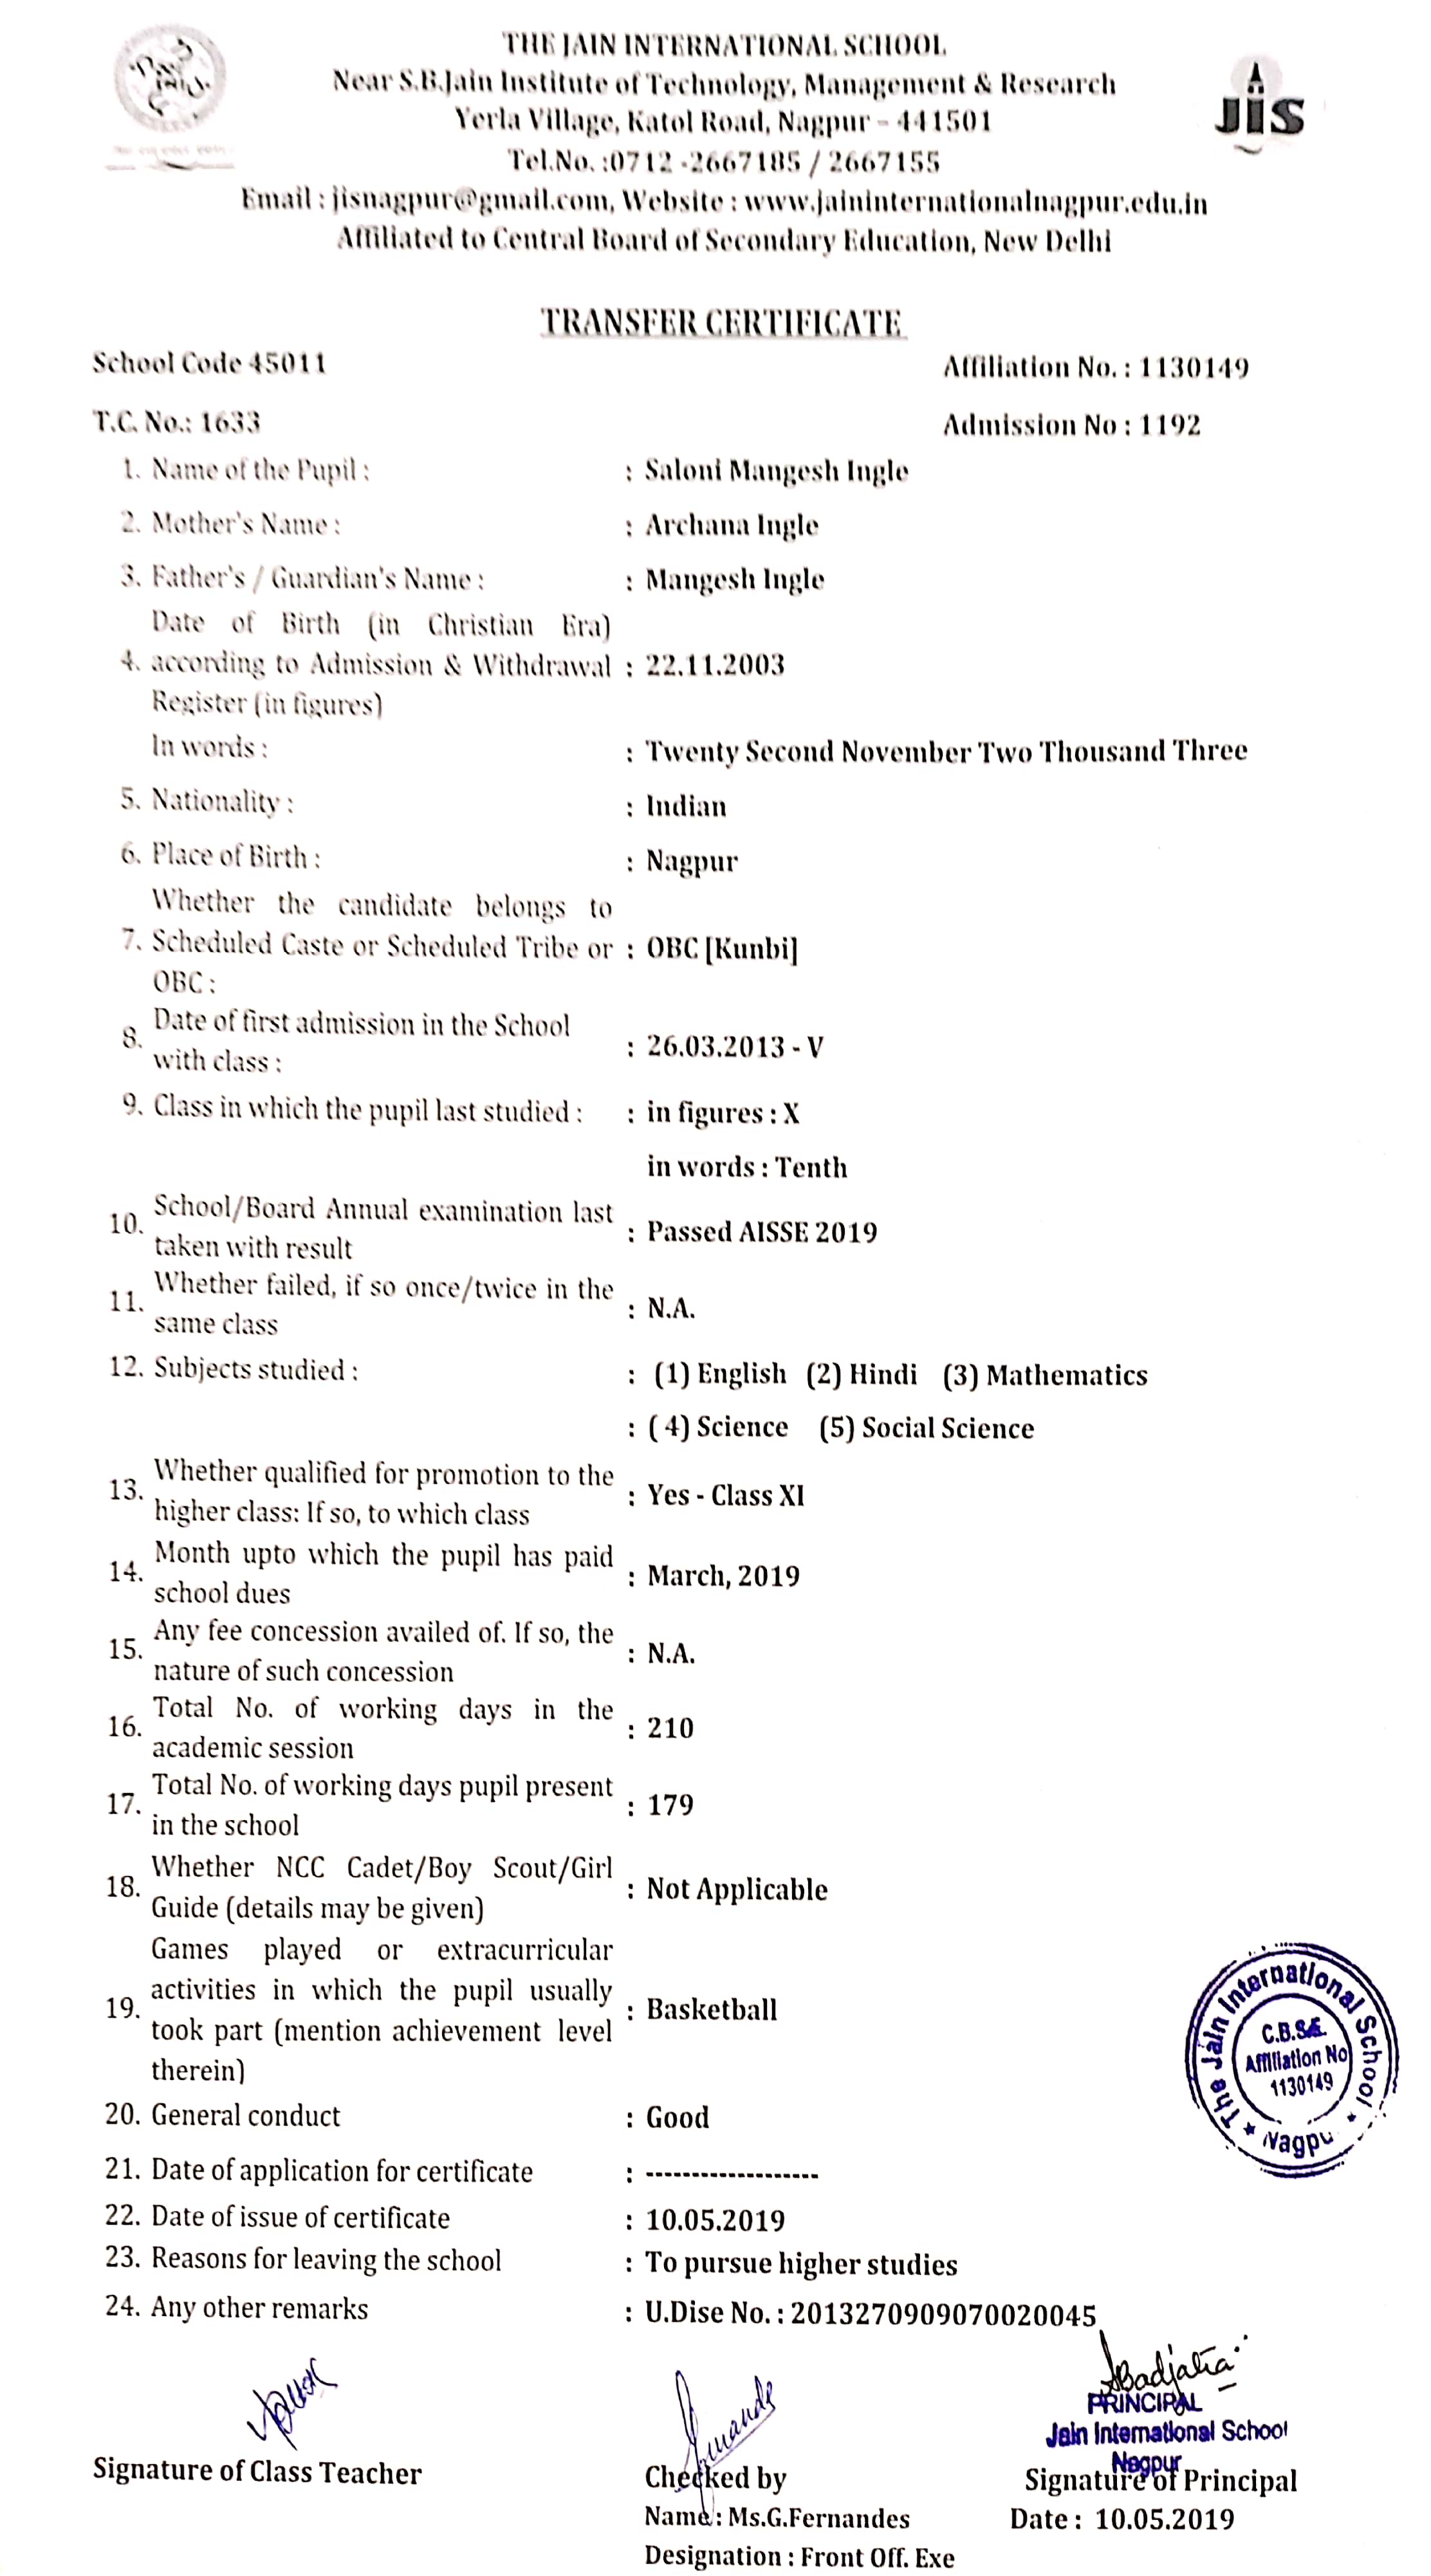 THE JAIN INTERNATIONAL SCHOOL
Near S.B.Jain Institute of Technology, Management & Research
Yerla Village, Katol Road, Nagpur - 441501
JIS
Tel.No. :0712 -2667185 / 2667155
Email : jisnagpur@gmail.com, Website : www.jaininternationalnagpur.edu.in
Affiliated to Central Board of Secondary Education, New Delhi
TRANSFER CERTIFICATE
School Code 45011 Affiliation No. : 1130149
T.C. No.: 1633 Admission No : 1192
1. Name of the Pupil : : Saloni Mangesh Ingle
2. Mother's Name : : Archana Ingle
3. Father's / Guardian's Name : : Mangesh Ingle
Date of Birth (in Christian Era)
4. according to Admission & Withdrawal : 22.11.2003
Register (in figures)
In words : : Twenty Second November Two Thousand Three
5. Nationality : : Indian
6. Place of Birth : : Nagpur
Whether the candidate belongs to
7. Scheduled Caste or Scheduled Tribe or : OBC [Kunbi]
OBC :
8. Date of first admission in the School
with class : : 26.03.2013 - V
9. Class in which the pupil last studied : : in figures : X
in words : Tenth
10. School/Board Annual examination last
taken with result : Passed AISSE 2019
11. Whether failed, if so once/twice in the
same class : N.A.
12. Subjects studied : : (1) English (2) Hindi (3) Mathematics
: ( 4) Science (5) Social Science
13. Whether qualified for promotion to the
higher class: If so, to which class : Yes - Class XI
14. Month upto which the pupil has paid
school dues : March, 2019
15. Any fee concession availed of. If so, the
nature of such concession : N.A.
16. Total No. of working days in the
academic session : 210
17. Total No. of working days pupil present
in the school : 179
18. Whether NCC Cadet/Boy Scout/Girl
Guide (details may be given) : Not Applicable
Games played or extracurricular
activities in which the pupil usually
19. took part (mention achievement level : Basketball
therein)
The Jain International School
C.B.S.E.
Affiliation No
1130149
20. General conduct : Good
21. Date of application for certificate : -------------------
22. Date of issue of certificate : 10.05.2019
23. Reasons for leaving the school : To pursue higher studies
24. Any other remarks : U.Dise No. : 2013270909070020045
PRINCIPAL
Jain International School
Nagpur
Signature of Class Teacher Checked by Signature of Principal
Name : Ms.G.Fernandes Date : 10.05.2019
Designation : Front Off. Exe